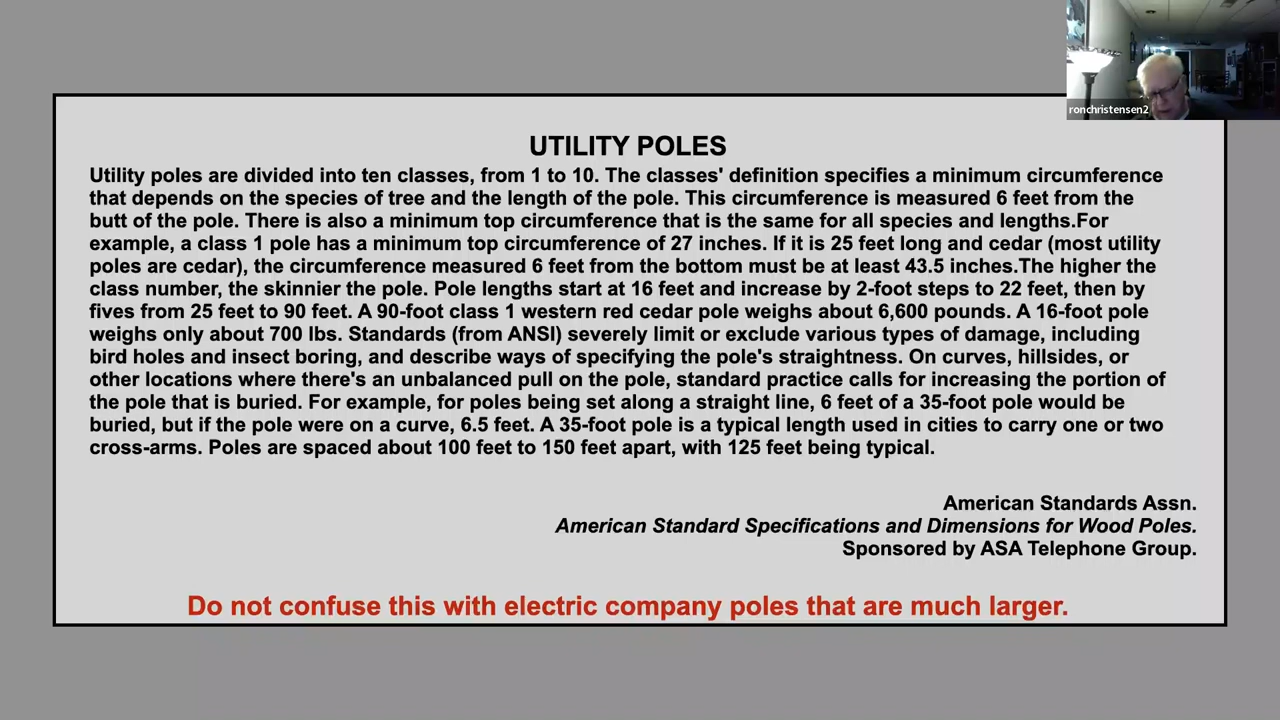 ronchristensen2
UTILITY POLES
Utility poles are divided into ten classes, from 1 to 10. The classes' definition specifies a minimum circumference
that depends on the species of tree and the length of the pole. This circumference is measured 6 feet from the
butt of the pole. There is also a minimum top circumference that is the same for all species and lengths.For
example, a class 1 pole has a minimum top circumference of 27 inches. If it is 25 feet long and cedar (most utility
poles are cedar), the circumference measured 6 feet from the bottom must be at least 43.5 inches.The higher the
class number, the skinnier the pole. Pole lengths start at 16 feet and increase by 2-foot steps to 22 feet, then by
fives from 25 feet to 90 feet. A 90-foot class 1 western red cedar pole weighs about 6,600 pounds. A 16-foot pole
weighs only about 700 lbs. Standards (from ANSI) severely limit or exclude various types of damage, including
bird holes and insect boring, and describe ways of specifying the pole's straightness. On curves, hillsides, or
other locations where there's an unbalanced pull on the pole, standard practice calls for increasing the portion of
the pole that is buried. For example, for poles being set along a straight line, 6 feet of a 35-foot pole would be
buried, but if the pole were on a curve, 6.5 feet. A 35-foot pole is a typical length used in cities to carry one or two
cross-arms. Poles are spaced about 100 feet to 150 feet apart, with 125 feet being typical.
American Standards Assn.
American Standard Specifications and Dimensions for Wood Poles.
Sponsored by ASA Telephone Group.
Do not confuse this with electric company poles that are much larger.